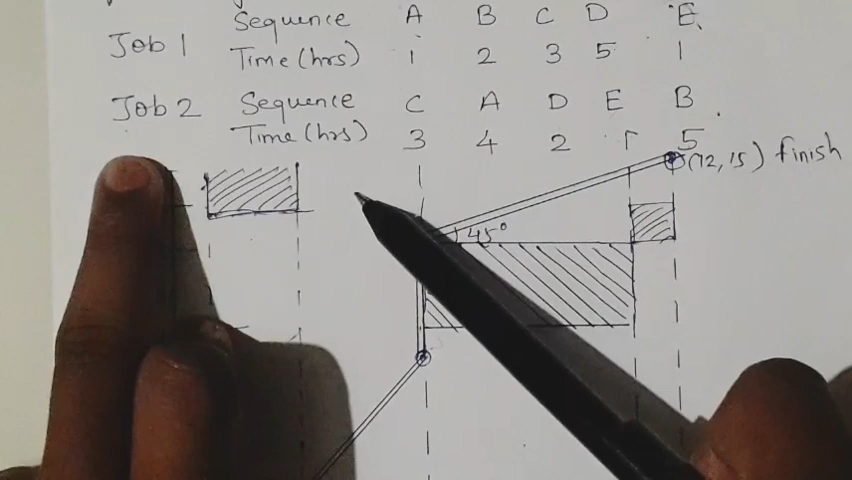 Sequence A B C D E
Job 1 Time (hrs) 1 2 3 5 1
Job 2 Sequence C A D E B
Time (hrs) 3 4 2 1 5
(12,15) finish
45°